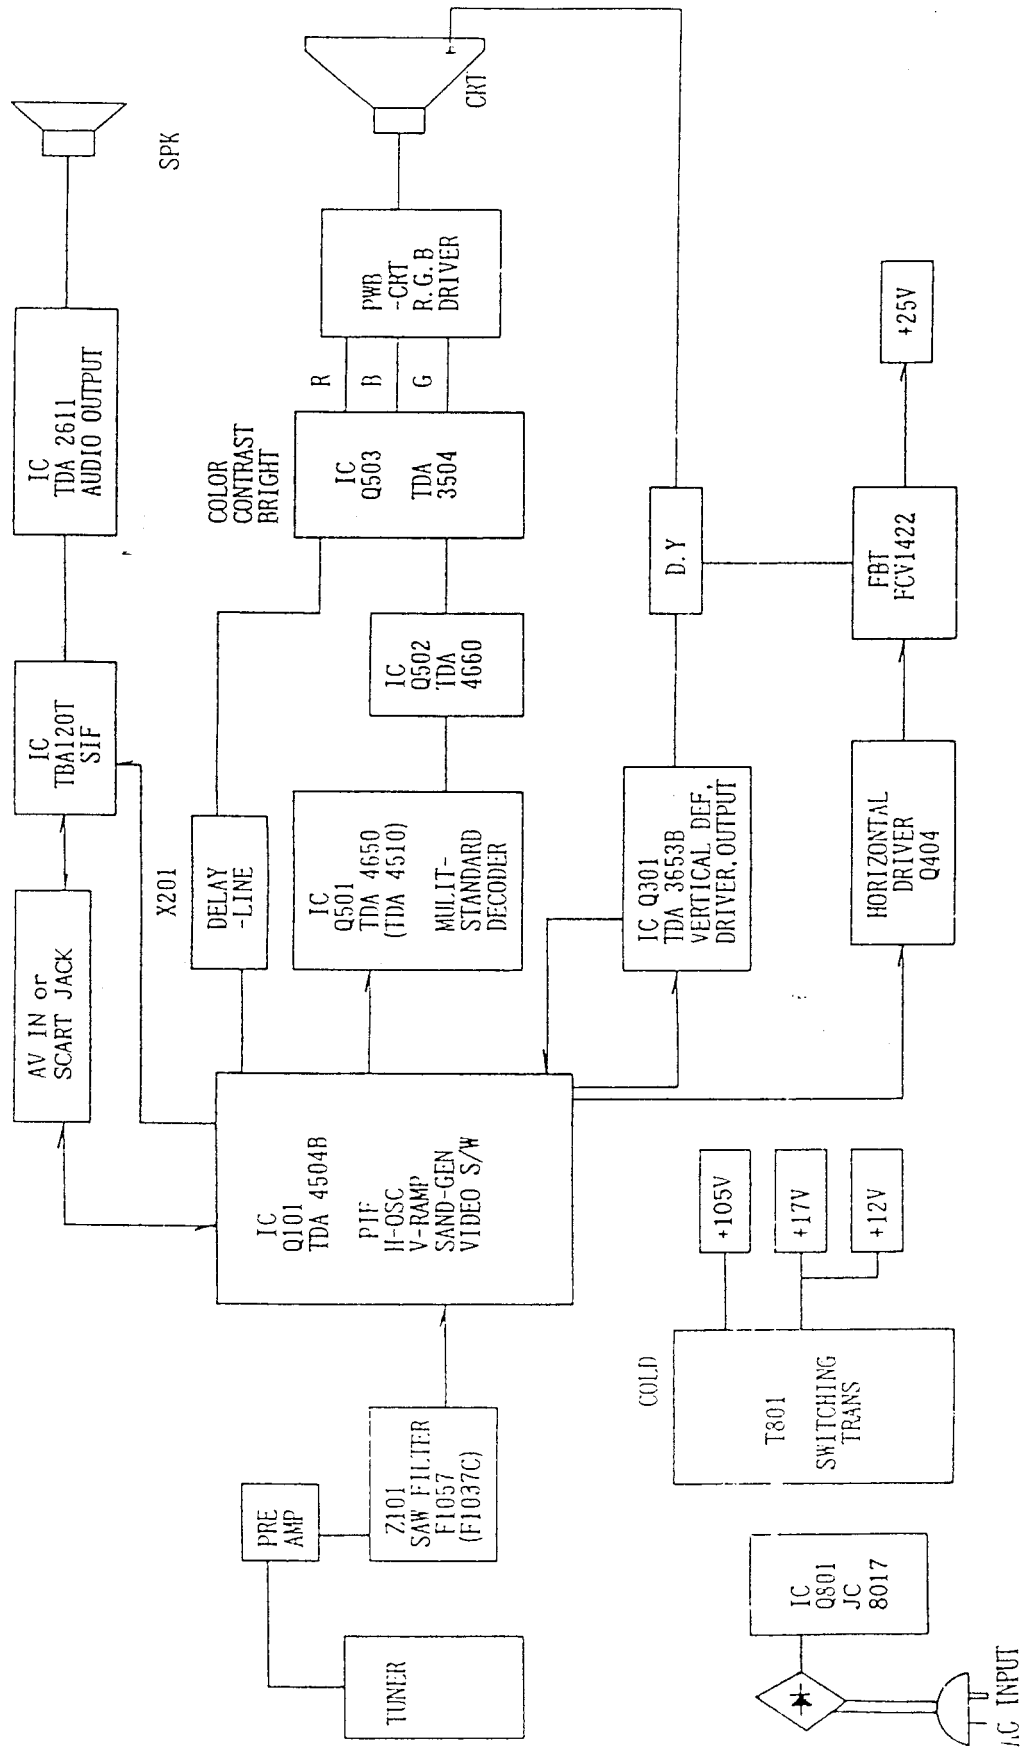 TUNER
PRE
AMP
Z101
SAW FILTER
F1057
(F1037C)
IC
Q101
TDA 4504B
PIF
H-OSC
V-RAMP
SAND-GEN
VIDEO S/W
AV IN or
SCART JACK
IC
TBA120T
SIF
IC
TDA 2611
AUDIO OUTPUT
SPK
X201
DELAY
-LINE
IC
Q501
TDA 4650
(TDA 4510)
MULIT-
STANDARD
DECODER
IC
Q502
TDA
4660
COLOR
CONTRAST
BRIGHT
IC
Q503
TDA
3504
R
B
G
PWB
-CRT
R.G.B
DRIVER
CRT
IC Q301
TDA 3653B
VERTICAL DEF,
DRIVER.OUTPUT
D.Y
HORIZONTAL
DRIVER
Q404
FBT
FCV1422
+25V
AC INPUT
IC
Q801
JC
8017
COLD
T801
SWITCHING
TRANS
+105V
+17V
+12V